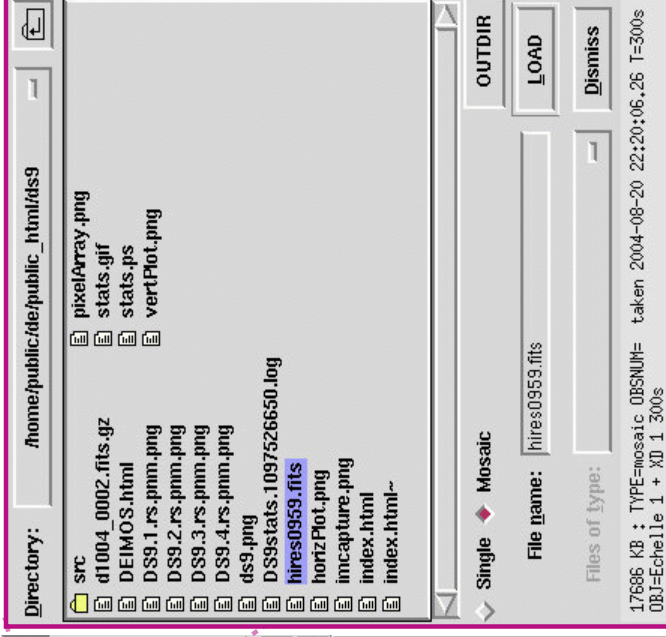 Directory: /home/public/de/public_html/ds9
src
d1004_0002.fits.gz
DEIMOS.html
DS9.1.rs.pnm.png
DS9.2.rs.pnm.png
DS9.3.rs.pnm.png
DS9.4.rs.pnm.png
ds9.png
DS9stats.1097526650.log
hires0959.fits
horizPlot.png
imcapture.png
index.html
index.html~
pixelArray.png
stats.gif
stats.ps
vertPlot.png
Single Mosaic OUTDIR
File name: hires0959.fits LOAD
Files of type: Dismiss
17686 KB : TYPE=mosaic OBSNUM= taken 2004-08-20 22:20:06.26 T=300s
OBJ=Echelle 1 + XD 1 300s